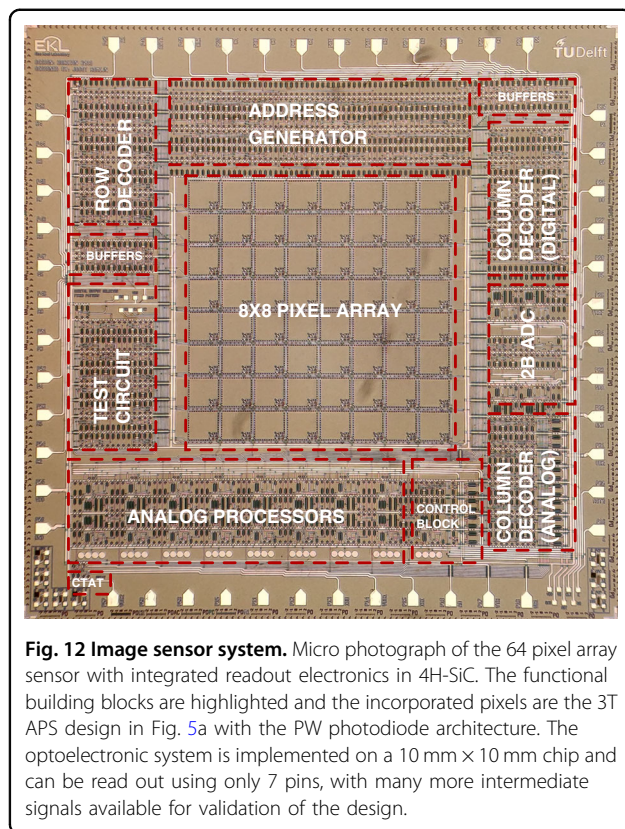 EKL
TU Delft
BUFFERS
ADDRESS
GENERATOR
ROW
DECODER
COLUMN
DECODER
(DIGITAL)
BUFFERS
8X8 PIXEL ARRAY
2B ADC
TEST
CIRCUIT
COLUMN
DECODER
(ANALOG)
ANALOG PROCESSORS
CONTROL
BLOCK
CTAT
Fig. 12 Image sensor system. Micro photograph of the 64 pixel array
sensor with integrated readout electronics in 4H-SiC. The functional
building blocks are highlighted and the incorporated pixels are the 3T
APS design in Fig. 5a with the PW photodiode architecture. The
optoelectronic system is implemented on a 10 mm × 10 mm chip and
can be read out using only 7 pins, with many more intermediate
signals available for validation of the design.